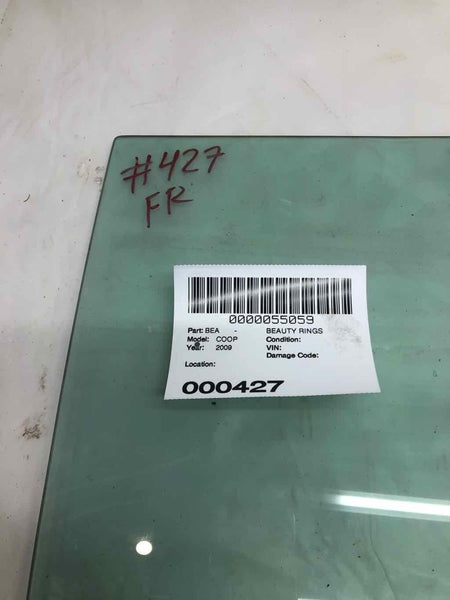 #427
FR
0000055059
Part: BEA - BEAUTY RINGS
Model: COOP Condition:
Year: 2009 VIN:
Damage Code:
Location:
000427